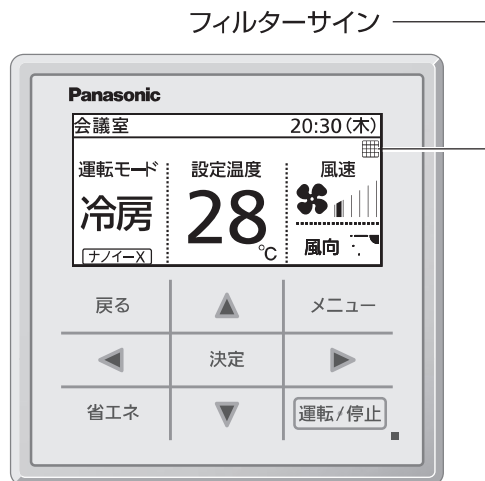 フィルターサイン
Panasonic
会議室 20:30(木)
運転モード 設定温度 風速
冷房 28℃
ナノイーX 風向
戻る メニュー
決定
省エネ 運転/停止